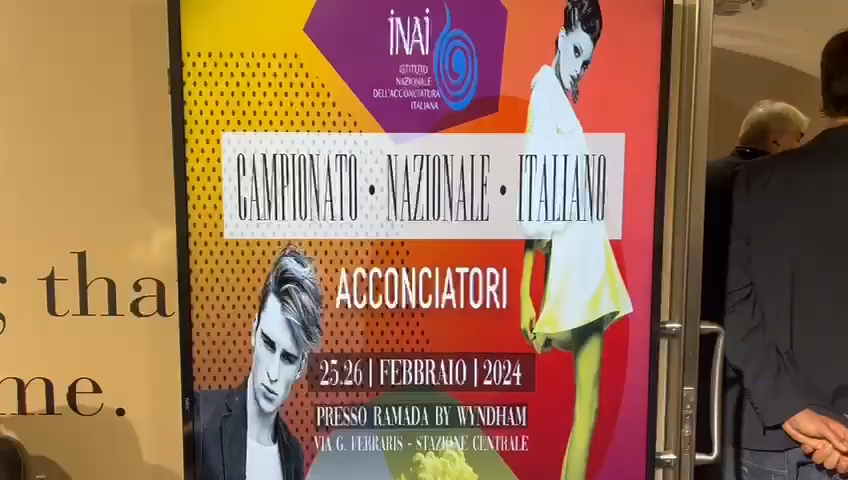 iNAi
ISTITUTO
NAZIONALE
DELL'ACCONCIATURA
ITALIANA
CAMPIONATO • NAZIONALE • ITALIANO
ACCONCIATORI
25.26 | FEBBRAIO | 2024
PRESSO RAMADA BY WYNDHAM
VIA G. FERRARIS - STAZIONE CENTRALE
; tha
me.